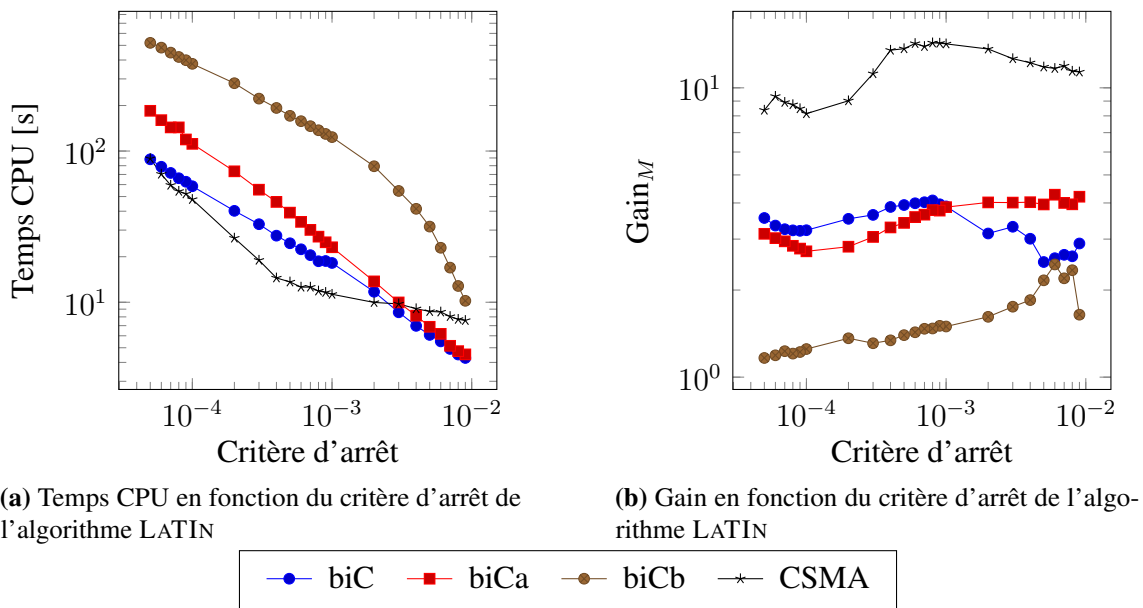 10^2
10^1
Temps CPU [s]
10^−4
10^−3
10^−2
Critère d'arrêt
(a) Temps CPU en fonction du critère d'arrêt de
l'algorithme LATIN
10^1
10^0
Gain_M
10^−4
10^−3
10^−2
Critère d'arrêt
(b) Gain en fonction du critère d'arrêt de l'algo-
rithme LATIN
biC biCa biCb CSMA